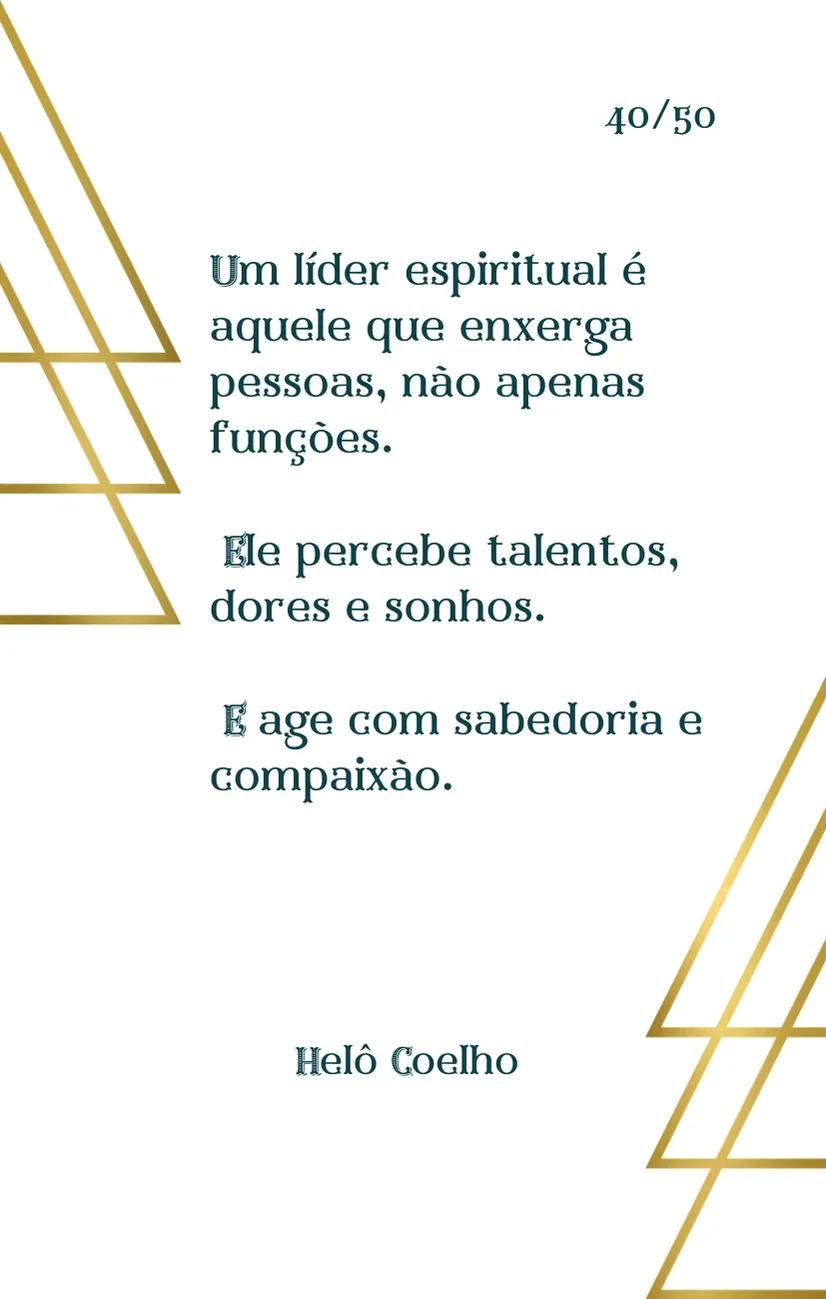 40/50
Um líder espiritual é
aquele que enxerga
pessoas, não apenas
funções.
Ele percebe talentos,
dores e sonhos.
E age com sabedoria e
compaixão.
Helô Coelho